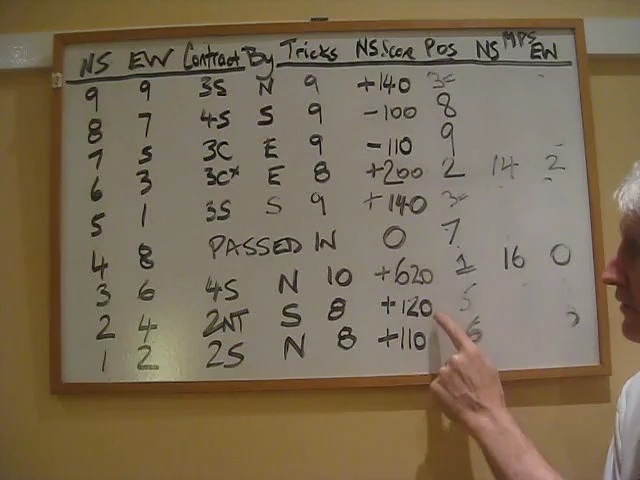 NS EW Contract By Tricks NS.Score Pos NS MPS EW
9 9 3S N 9 +140 3=
8 7 4S S 9 -100 8
7 5 3C E 9 -110 9
6 3 3C* E 8 +200 2 14 2
5 1 3S S 9 +140 3=
4 8 PASSED IN 0 7
3 6 4S N 10 +620 1 16 0
2 4 2NT S 8 +120 5
1 2 2S N 8 +110 6